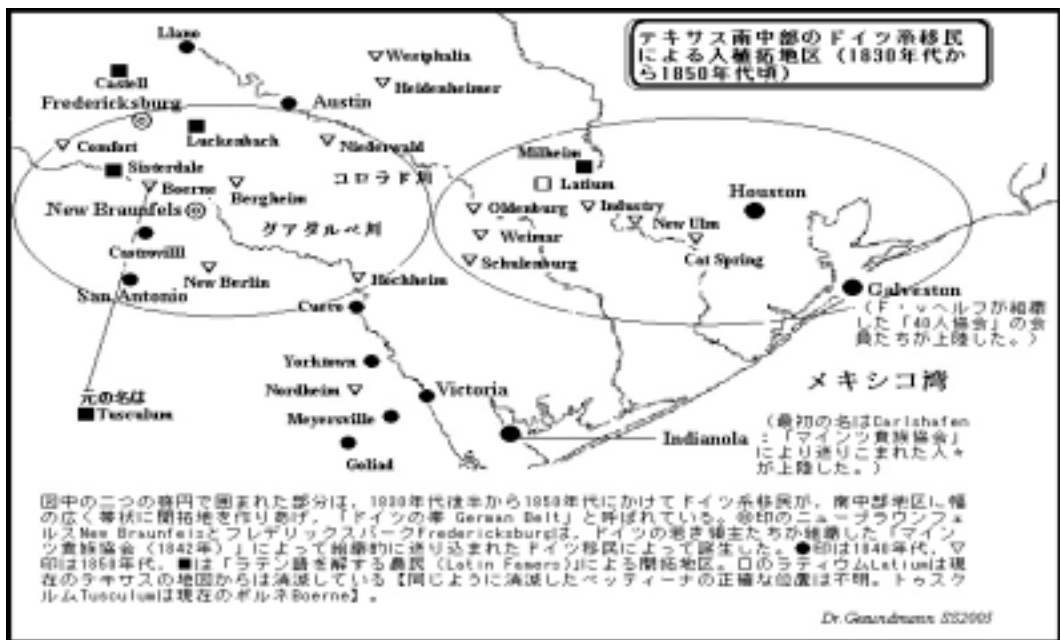 テキサス南中部のドイツ系移民
による入植拓地区（1830年代か
ら1850年代頃）
Llano
Westphalia
Castell
Heidenheimer
Fredericksburg
Austin
Luckenbach
Comfort
Niederwald
Milheim
Sisterdale
コロラド川
Latium
Boerne
Houston
Bergheim
Oldenburg
Industry
New Braunfels
New Ulm
グアダルペ川
Weimar
Castrovilll
Cat Spring
Schulenburg
New Berlin
Hochheim
San Antonio
Galveston
Cuero
（F・vヘルフが組織
した「40人協会」の会
員たちが上陸した。）
Yorktown
メキシコ湾
Nordheim
Victoria
元の名は
Tusculum
Meyersville
Indianola
（最初の名はCarlshafen
：「マインツ貴族協会」
により送りこまれた人々
が上陸した。）
Goliad
図中の二つの楕円で囲まれた部分は，1830年代後半から1850年代にかけてドイツ系移民が，南中部地区に幅
の広く帯状に開拓地を作りあげ，「ドイツの帯 German Belt」と呼ばれている。◎印のニューブラウンフェ
ルスNew BraunfelsとフレデリックスバークFredericksburgは，ドイツの若き領主たちが組織した「マイン
ツ貴族協会（1842年）」によって組織的に送り込まれたドイツ移民によって誕生した。●印は1840年代，▽
印は1850年代，■は「ラテン語を解する農民（Latin Famers）」による開拓地区。口のラティウムLatiumは現
在のテキサスの地図からは消滅している【同じように消滅したベッティーナの正確な位置は不明。トゥスク
ルムTusculumは現在のボルネBoerne】。